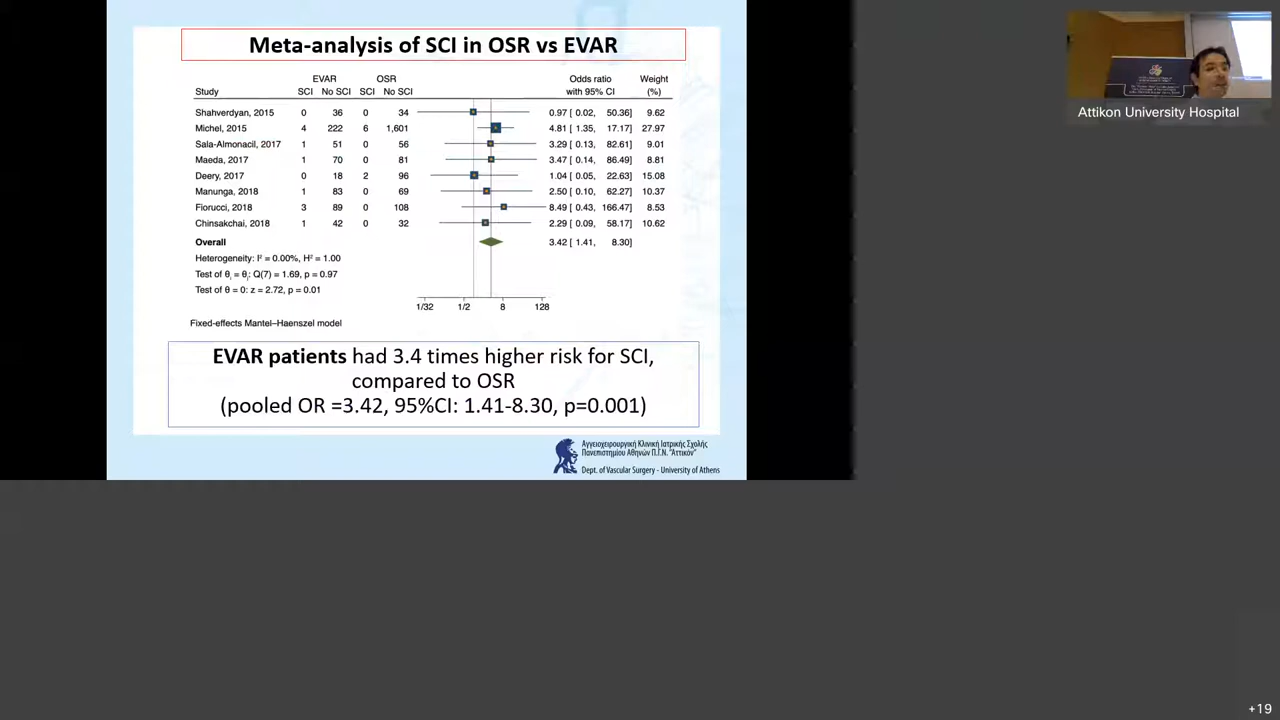 Meta-analysis of SCI in OSR vs EVAR
EVAR OSR Odds ratio Weight
Study SCI No SCI SCI No SCI with 95% CI (%)
Shahverdyan, 2015 0 36 0 34 0.97 [ 0.02, 50.36] 9.62
Michel, 2015 4 222 6 1,601 4.81 [ 1.35, 17.17] 27.97
Sala-Almonacil, 2017 1 51 0 56 3.29 [ 0.13, 82.61] 9.01
Maeda, 2017 1 70 0 81 3.47 [ 0.14, 86.49] 8.81
Deery, 2017 0 18 2 96 1.04 [ 0.05, 22.63] 15.08
Manunga, 2018 1 83 0 69 2.50 [ 0.10, 62.27] 10.37
Fiorucci, 2018 3 89 0 108 8.49 [ 0.43, 166.47] 8.53
Chinsakchai, 2018 1 42 0 32 2.29 [ 0.09, 58.17] 10.62
Overall 3.42 [ 1.41, 8.30]
Heterogeneity: I² = 0.00%, H² = 1.00
Test of θᵢ = θⱼ: Q(7) = 1.69, p = 0.97
Test of θ = 0: z = 2.72, p = 0.01
1/32 1/2 8 128
Fixed-effects Mantel–Haenszel model
EVAR patients had 3.4 times higher risk for SCI,
compared to OSR
(pooled OR =3.42, 95%CI: 1.41-8.30, p=0.001)
Αγγειοχειρουργική Κλινική Ιατρικής Σχολής
Πανεπιστημίου Αθηνών Π.Γ.Ν. "Αττικόν"
Dept. of Vascular Surgery - University of Athens
Attikon University Hospital
+19